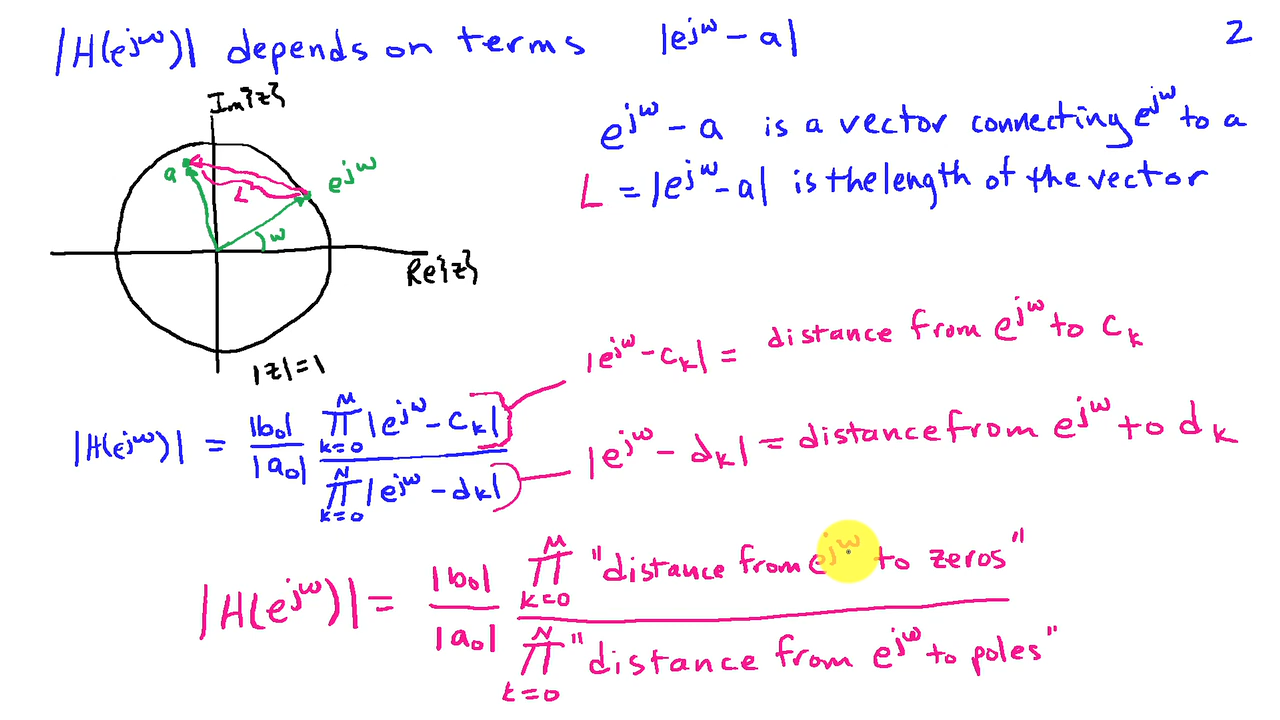 |H(e^{jω})| depends on terms |e^{jω} - a|
2
Im{z}
e^{jω} - a is a vector connecting e^{jω} to a
a
e^{jω}
L
L = |e^{jω} - a| is the length of the vector
ω
Re{z}
|z|=1
|e^{jω} - c_k| = distance from e^{jω} to c_k
|H(e^{jω})| = |b_0| / |a_0| ∏_{k=0}^{M} |e^{jω} - c_k| / ∏_{k=0}^{N} |e^{jω} - d_k|
|e^{jω} - d_k| = distance from e^{jω} to d_k
|H(e^{jω})| = |b_0| / |a_0| ∏_{k=0}^{M} "distance from e^{jω} to zeros" / ∏_{k=0}^{N} "distance from e^{jω} to poles"